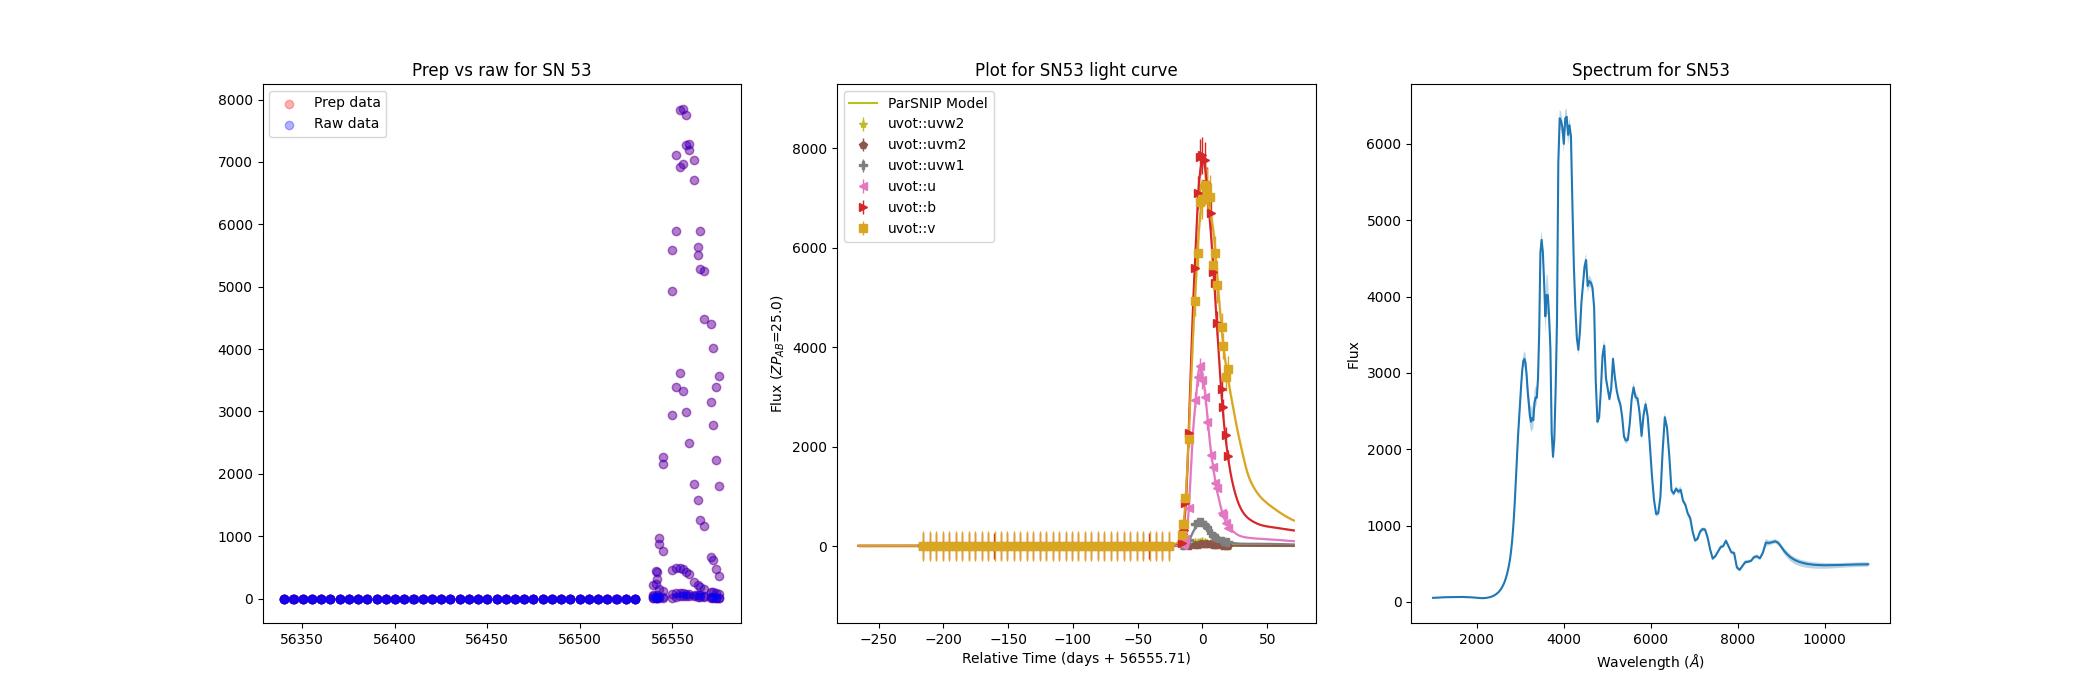 Prep vs raw for SN 53
Prep data
Raw data
8000
7000
6000
5000
4000
3000
2000
1000
0
56350 56400 56450 56500 56550
Plot for SN53 light curve
ParSNIP Model
uvot::uvw2
uvot::uvm2
uvot::uvw1
uvot::u
uvot::b
uvot::v
Flux (ZP_AB=25.0)
8000
6000
4000
2000
0
−250 −200 −150 −100 −50 0 50
Relative Time (days + 56555.71)
Spectrum for SN53
Flux
6000
5000
4000
3000
2000
1000
0
2000 4000 6000 8000 10000
Wavelength (Å)